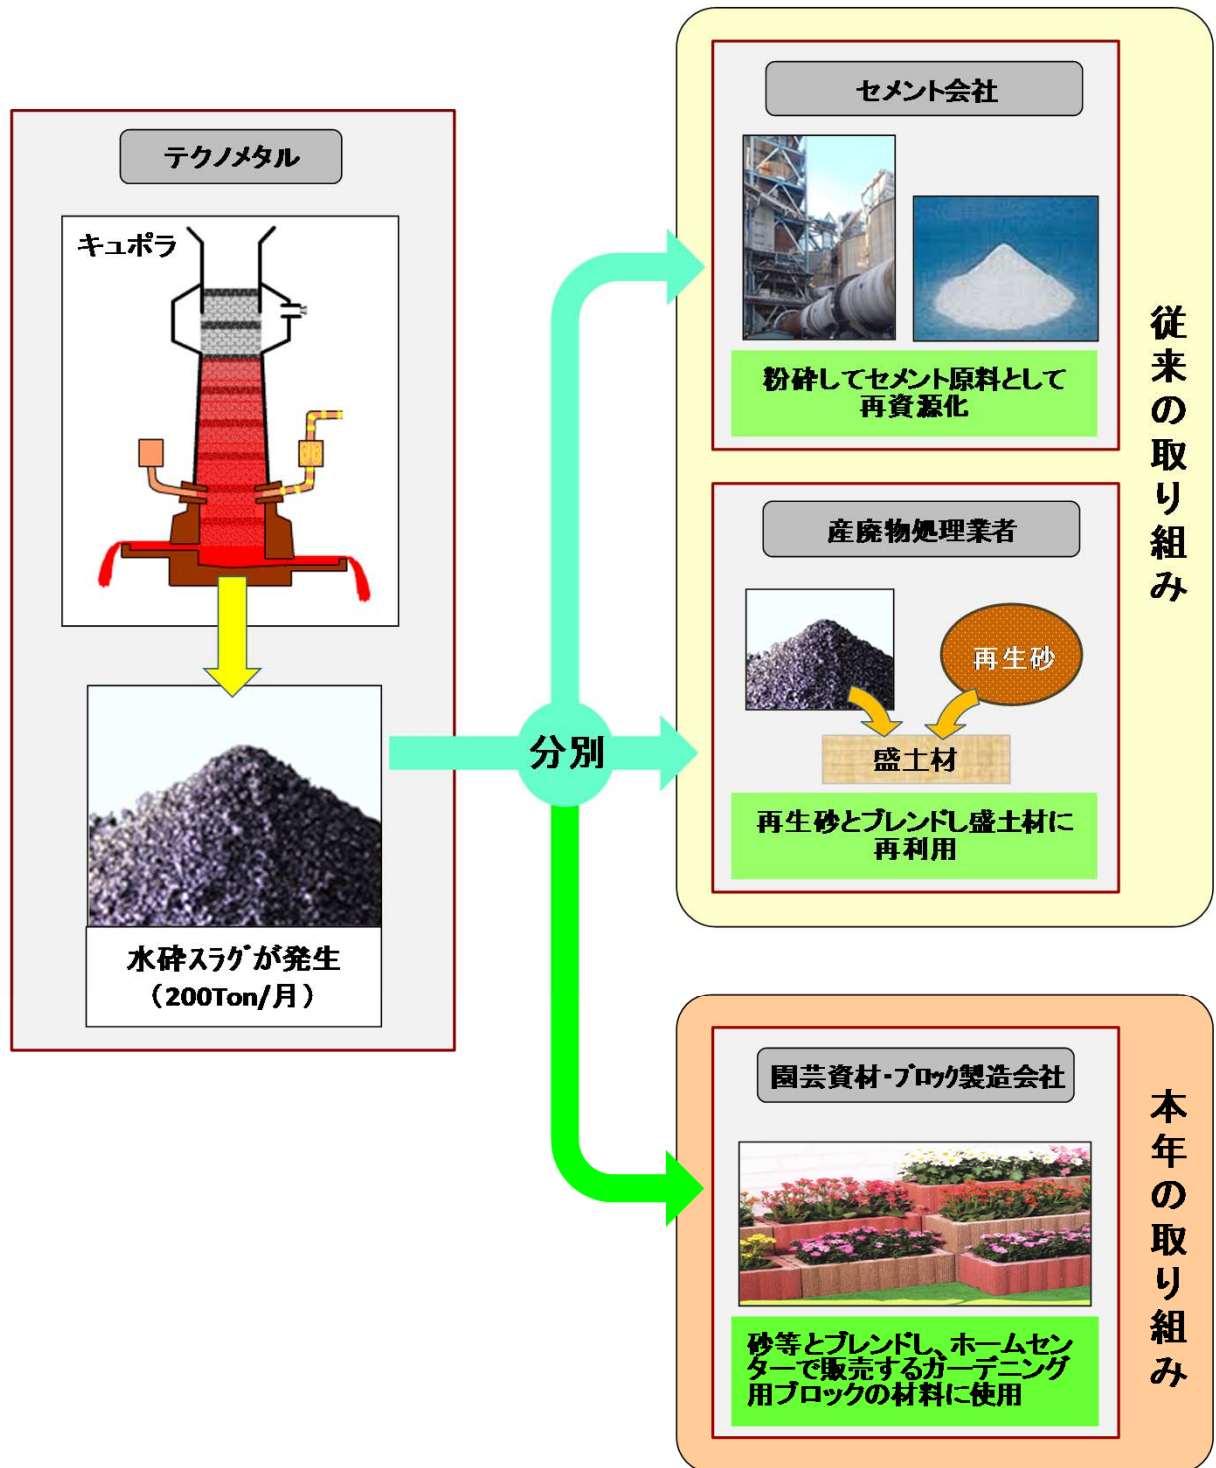 テクノメタル
キュポラ
水砕ｽﾗｸﾞが発生
（200Ton/月）
分別
セメント会社
粉砕してセメント原料として
再資源化
産廃物処理業者
再生砂
盛土材
再生砂とブレンドし盛土材に
再利用
従来の取り組み
園芸資材・ﾌﾞﾛｯｸ製造会社
砂等とブレンドし、ホームセン
ターで販売するガーデニング
用ブロックの材料に使用
本年の取り組み